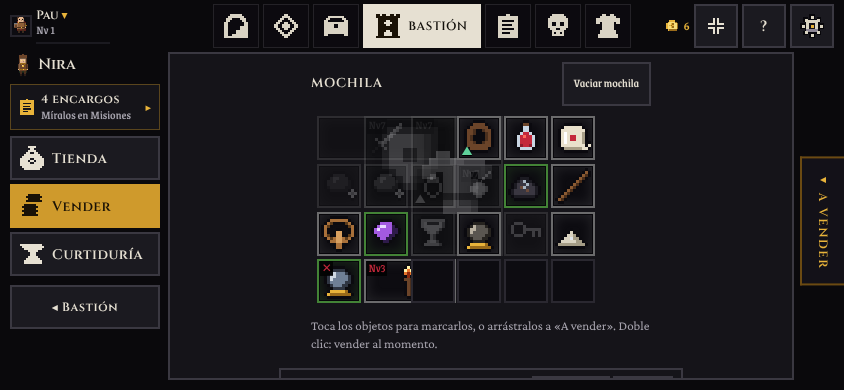 Pau ▾
Nv 1
Bastión
6
?
Nira
4 encargos
Míralos en Misiones
Tienda
Vender
Curtiduría
◂ Bastión
Mochila
Vaciar mochila
Nv3
Toca los objetos para marcarlos, o arrástralos a «A vender». Doble
clic: vender al momento.
◂ A vender